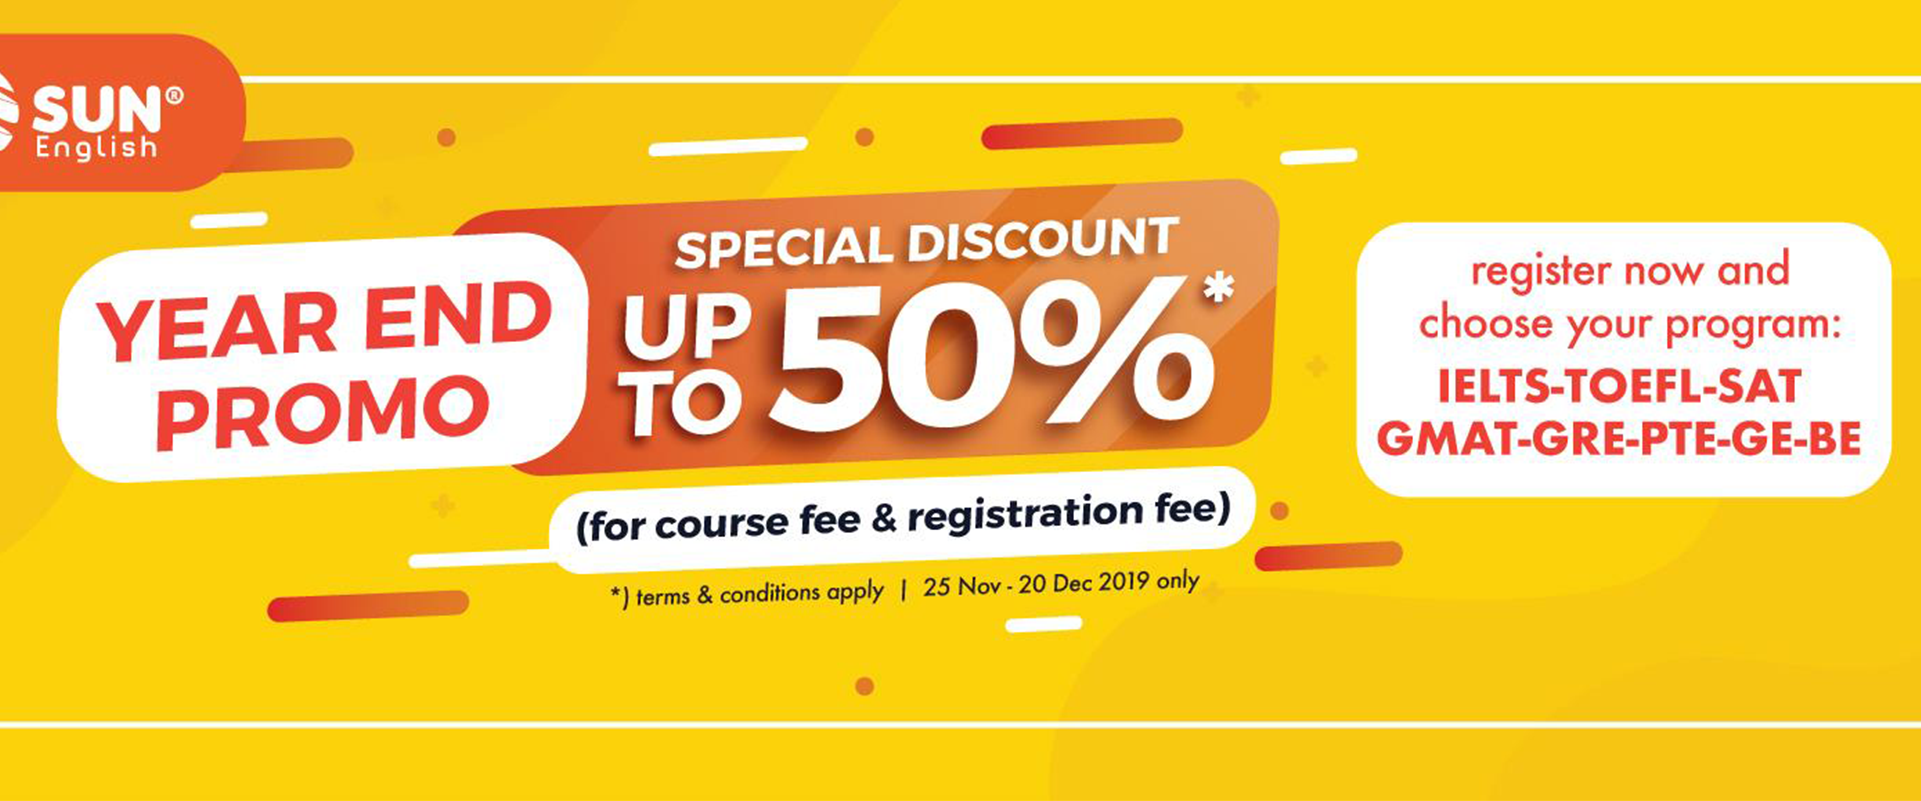 SUN®
English
YEAR END
PROMO
SPECIAL DISCOUNT
UP TO 50%*
(for course fee & registration fee)
*) terms & conditions apply | 25 Nov - 20 Dec 2019 only
register now and
choose your program:
IELTS-TOEFL-SAT
GMAT-GRE-PTE-GE-BE